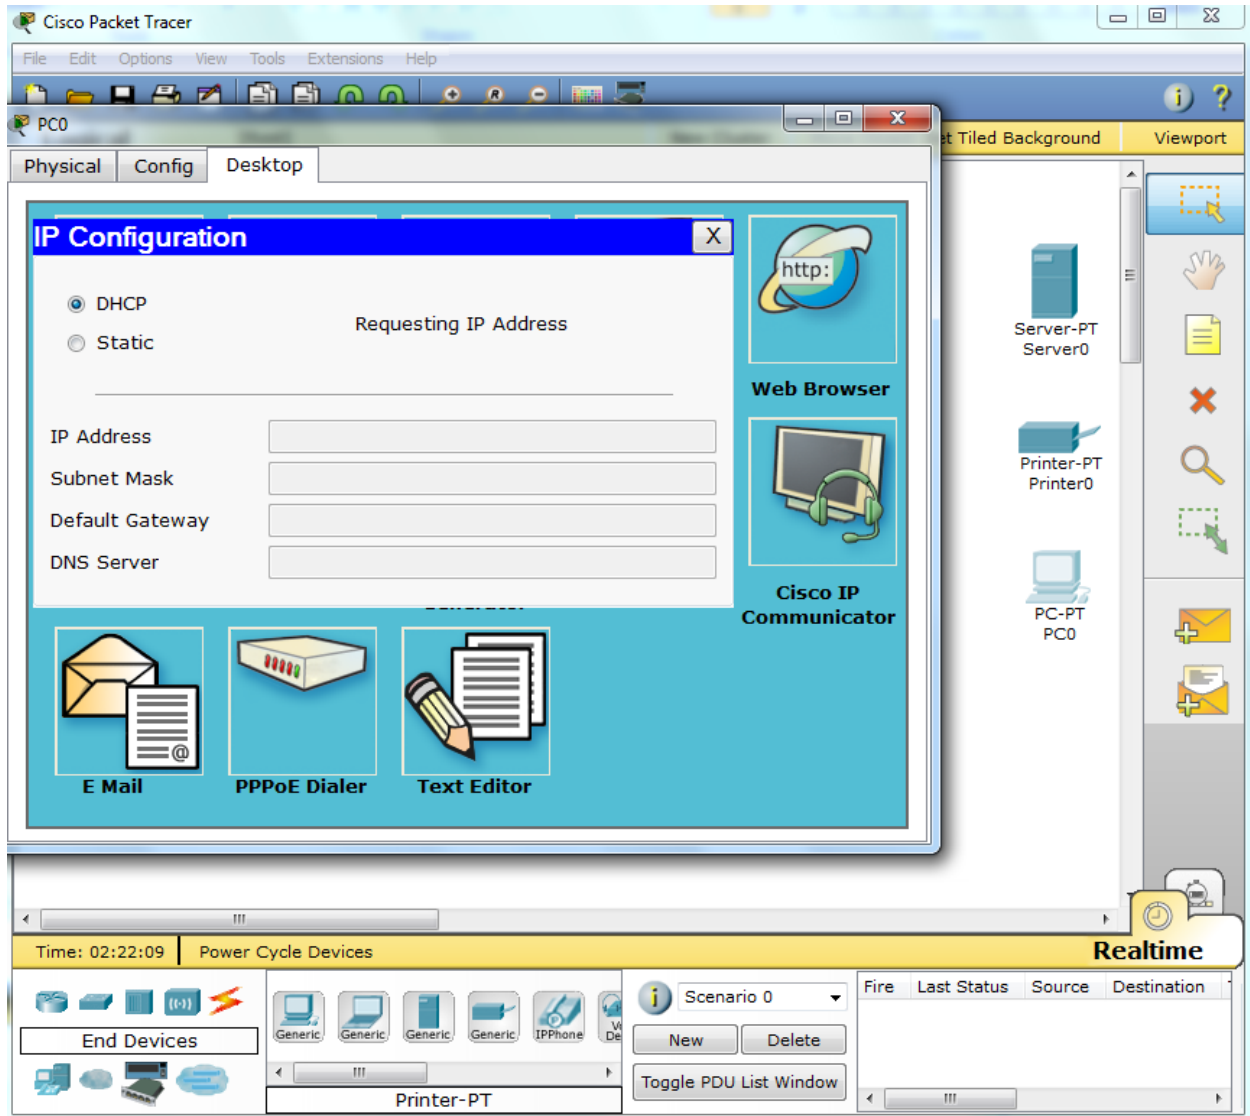 Cisco Packet Tracer
File Edit Options View Tools Extensions Help
i ?
PC0
et Tiled Background Viewport
Physical Config Desktop
IP Configuration X
http:
DHCP
Requesting IP Address
Static
Server-PT
Server0
Web Browser
IP Address
Subnet Mask
Default Gateway
DNS Server
Printer-PT
Printer0
Cisco IP
Communicator
PC-PT
PC0
@
E Mail PPPoE Dialer Text Editor
Time: 02:22:09 Power Cycle Devices Realtime
End Devices
Generic Generic Generic Generic IPPhone
Printer-PT
i Scenario 0
New Delete
Toggle PDU List Window
Fire Last Status Source Destination